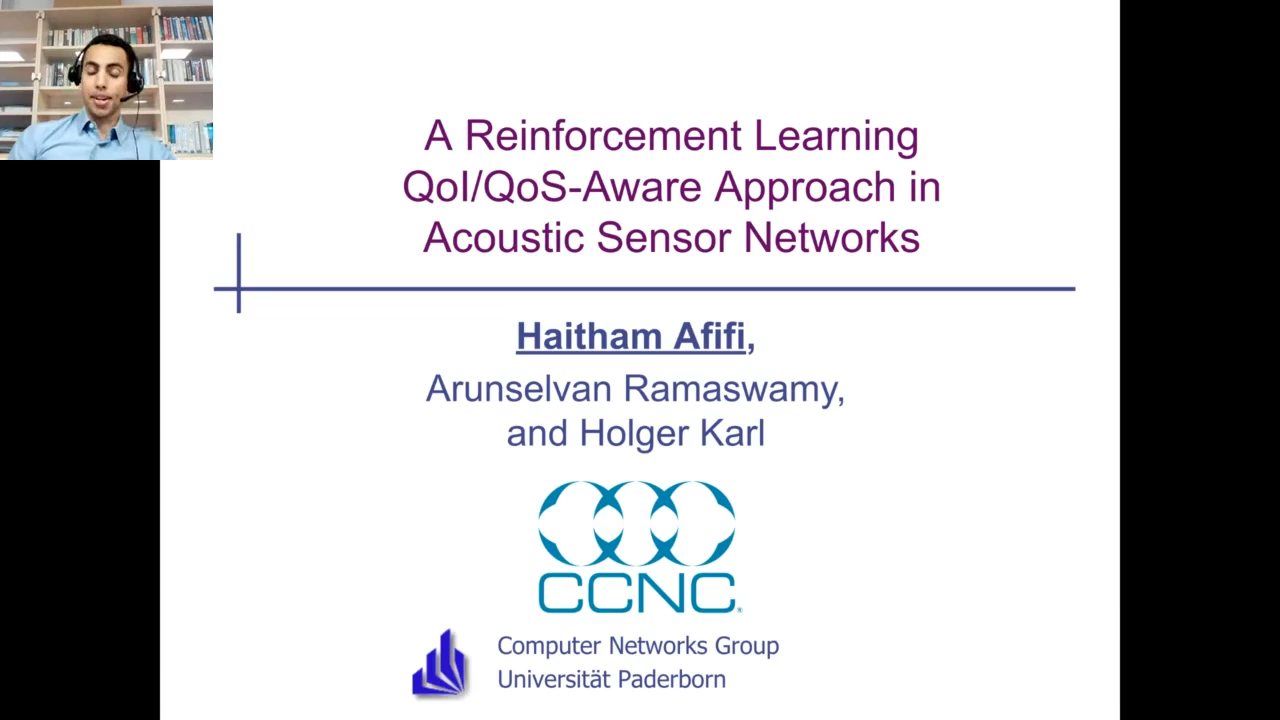 A Reinforcement Learning
QoI/QoS-Aware Approach in
Acoustic Sensor Networks
Haitham Afifi,
Arunselvan Ramaswamy,
and Holger Karl
CCNC
Computer Networks Group
Universität Paderborn